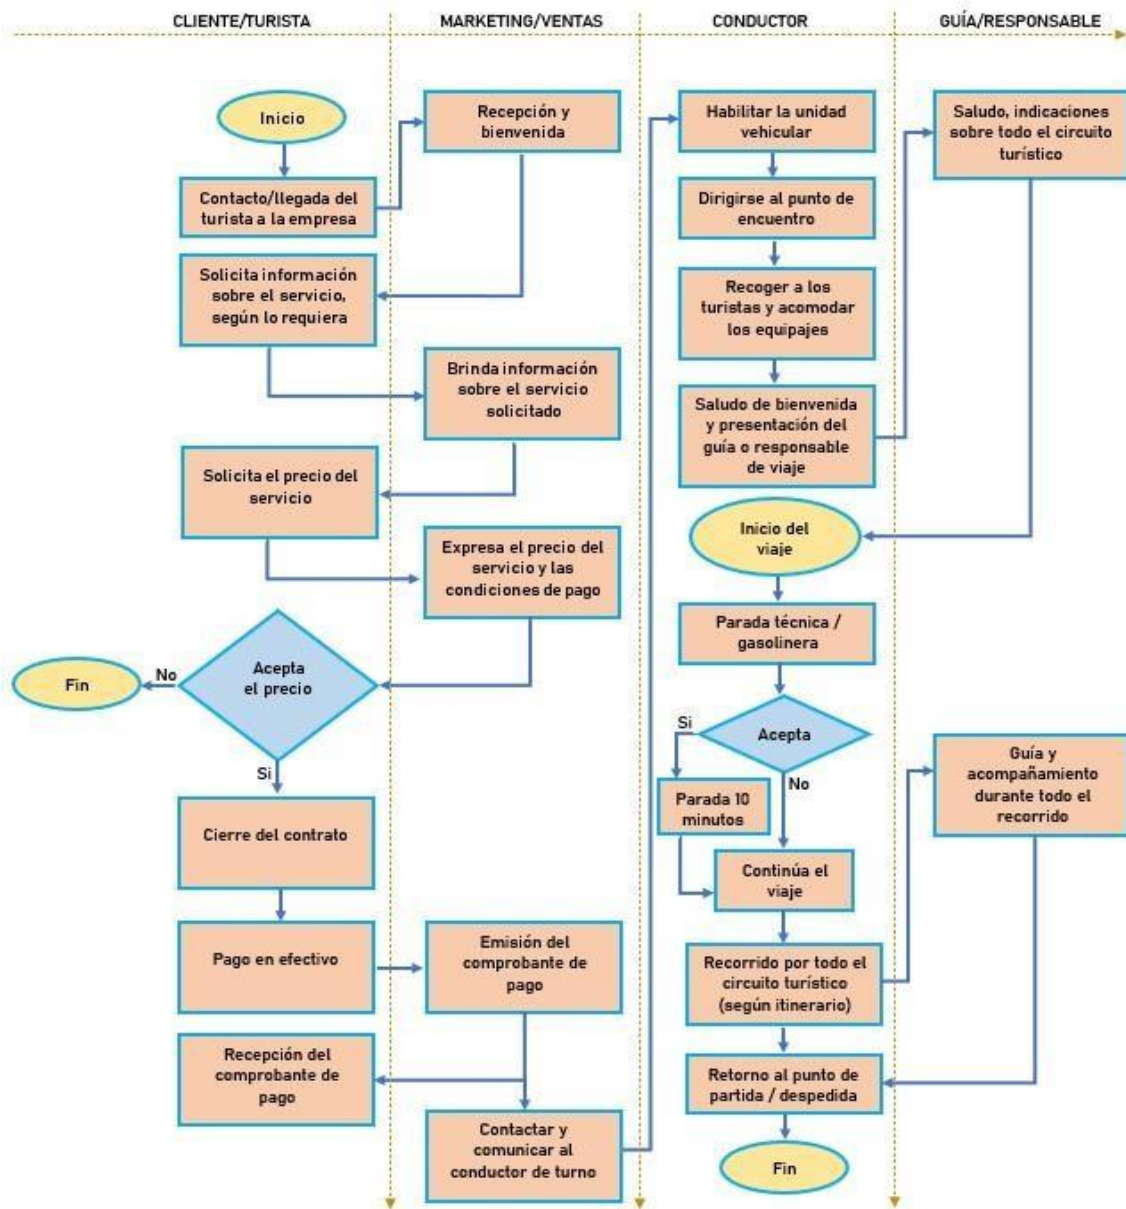 CLIENTE/TURISTA
MARKETING/VENTAS
CONDUCTOR
GUÍA/RESPONSABLE
Inicio
Contacto/llegada del
turista a la empresa
Solicita información
sobre el servicio,
según lo requiera
Solicita el precio del
servicio
Acepta
el precio
No
Fin
Si
Cierre del contrato
Pago en efectivo
Recepción del
comprobante de
pago
Recepción y
bienvenida
Brinda información
sobre el servicio
solicitado
Expresa el precio del
servicio y las
condiciones de pago
Emisión del
comprobante de
pago
Contactar y
comunicar al
conductor de turno
Habilitar la unidad
vehicular
Dirigirse al punto de
encuentro
Recoger a los
turistas y acomodar
los equipajes
Saludo de bienvenida
y presentación del
guía o responsable
de viaje
Inicio del
viaje
Parada técnica /
gasolinera
Acepta
Si
No
Parada 10
minutos
Continúa el
viaje
Recorrido por todo el
circuito turístico
(según itinerario)
Retorno al punto de
partida / despedida
Fin
Saludo, indicaciones
sobre todo el circuito
turístico
Guía y
acompañamiento
durante todo el
recorrido